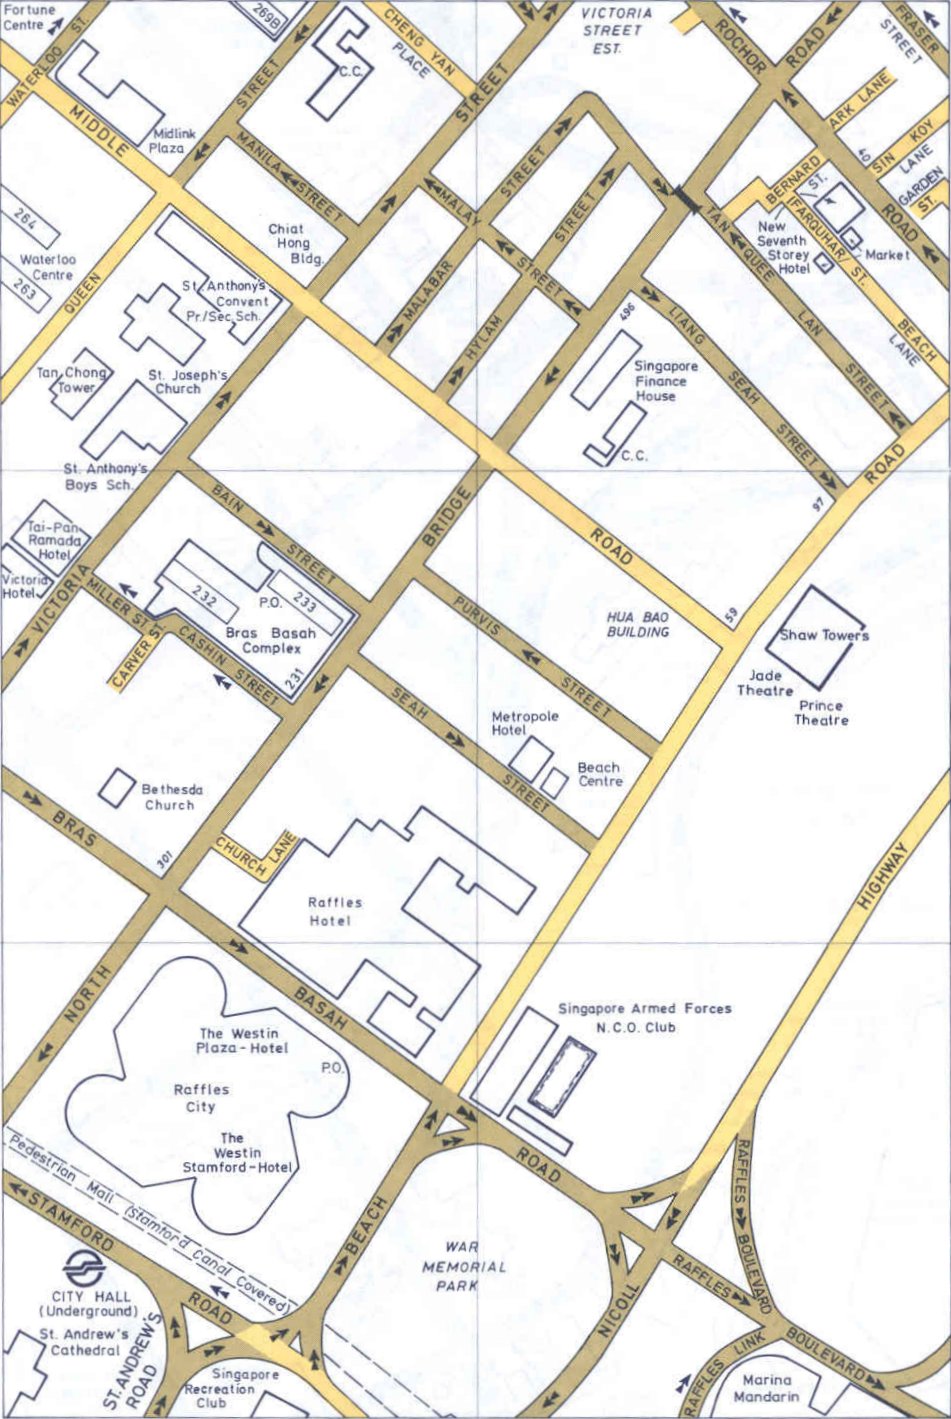 Fortune
Centre
WATERLOO ST.
269B
STREET
CHENG YAN
PLACE
VICTORIA
STREET
EST.
ROCHOR
ROAD
FRASER
STREET
C.C.
STREET
MIDDLE
Midlink
Plaza
MANILA STREET
MALAY
STREET
STREET
STREET
ARK LANE
40
SIN KOY
LANE
GARDEN
ST.
BERNARD
ST.
FARQUHAR ST.
New
Seventh
Storey
Hotel
Market
ROAD
TAN QUEE LAN STREET
BEACH
LANE
264
Waterloo
Centre
263
QUEEN
Chiat
Hong
Bldg.
St. Anthony's
Convent
Pr./Sec. Sch.
MALABAR
HYLAM
496
LIANG SEAH STREET
Singapore
Finance
House
C.C.
Tan Chong
Tower
St. Joseph's
Church
St. Anthony's
Boys Sch.
Tai-Pan
Ramada
Hotel
Victoria
Hotel
VICTORIA
BAIN STREET
BRIDGE
ROAD
ROAD
97
59
MILLER ST.
CARVER ST.
CASHIN STREET
232
P.O.
233
Bras Basah
Complex
231
PURVIS STREET
HUA BAO
BUILDING
Shaw Towers
Jade
Theatre
Prince
Theatre
SEAH STREET
Metropole
Hotel
Beach
Centre
Bethesda
Church
BRAS
301
CHURCH LANE
Raffles
Hotel
HIGHWAY
NORTH
BASAH
The Westin
Plaza-Hotel
P.O.
Raffles
City
The
Westin
Stamford-Hotel
Singapore Armed Forces
N.C.O. Club
Pedestrian Mall (Stamford Canal Covered)
STAMFORD
ROAD
BEACH
ROAD
RAFFLES BOULEVARD
WAR
MEMORIAL
PARK
CITY HALL
(Underground)
St. Andrew's
Cathedral
ST. ANDREW'S
ROAD
Singapore
Recreation
Club
NICOLL
RAFFLES
BOULEVARD
RAFFLES LINK
Marina
Mandarin